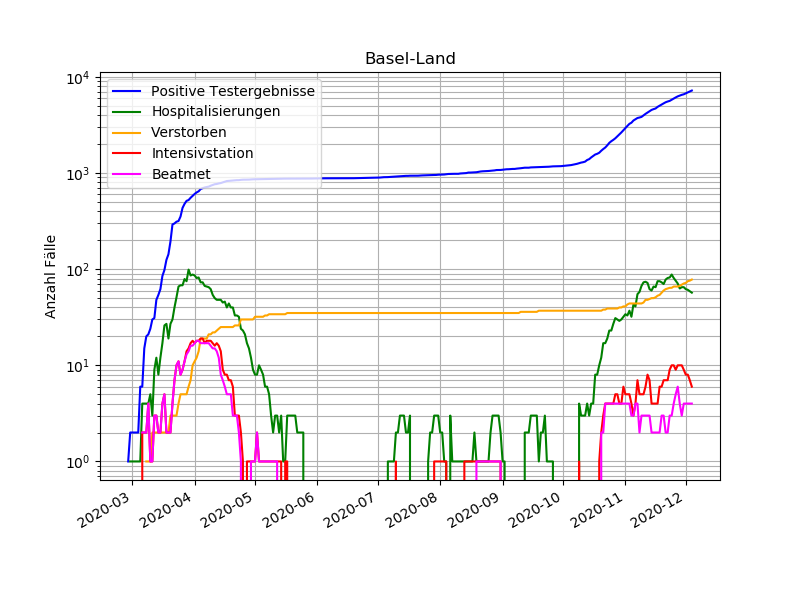 Basel-Land
Anzahl Fälle
10⁴
10³
10²
10¹
10⁰
Positive Testergebnisse
Hospitalisierungen
Verstorben
Intensivstation
Beatmet
2020-03
2020-04
2020-05
2020-06
2020-07
2020-08
2020-09
2020-10
2020-11
2020-12